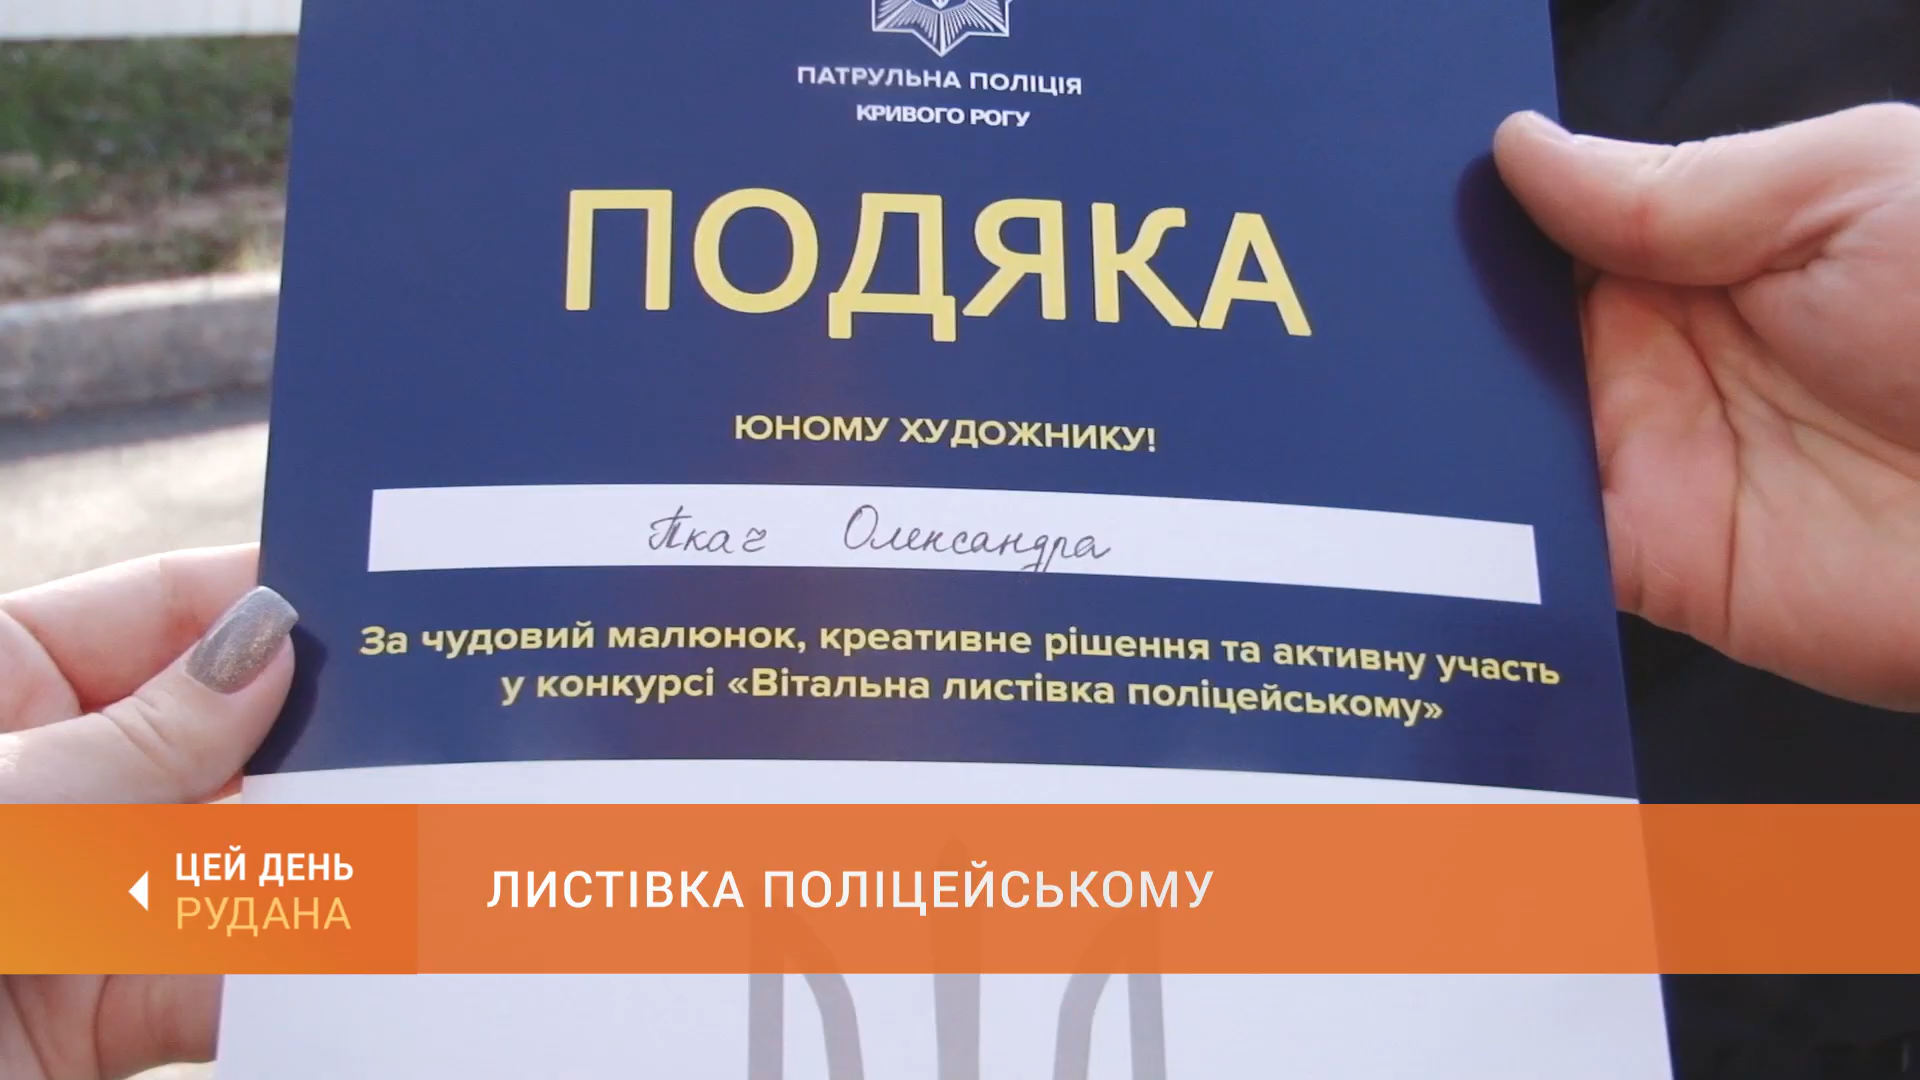 ПАТРУЛЬНА ПОЛІЦІЯ
КРИВОГО РОГУ
ПОДЯКА
ЮНОМУ ХУДОЖНИКУ!
Ткач Олександра
За чудовий малюнок, креативне рішення та активну участь
у конкурсі «Вітальна листівка поліцейському»
ЦЕЙ ДЕНЬ
РУДАНА
ЛИСТІВКА ПОЛІЦЕЙСЬКОМУ